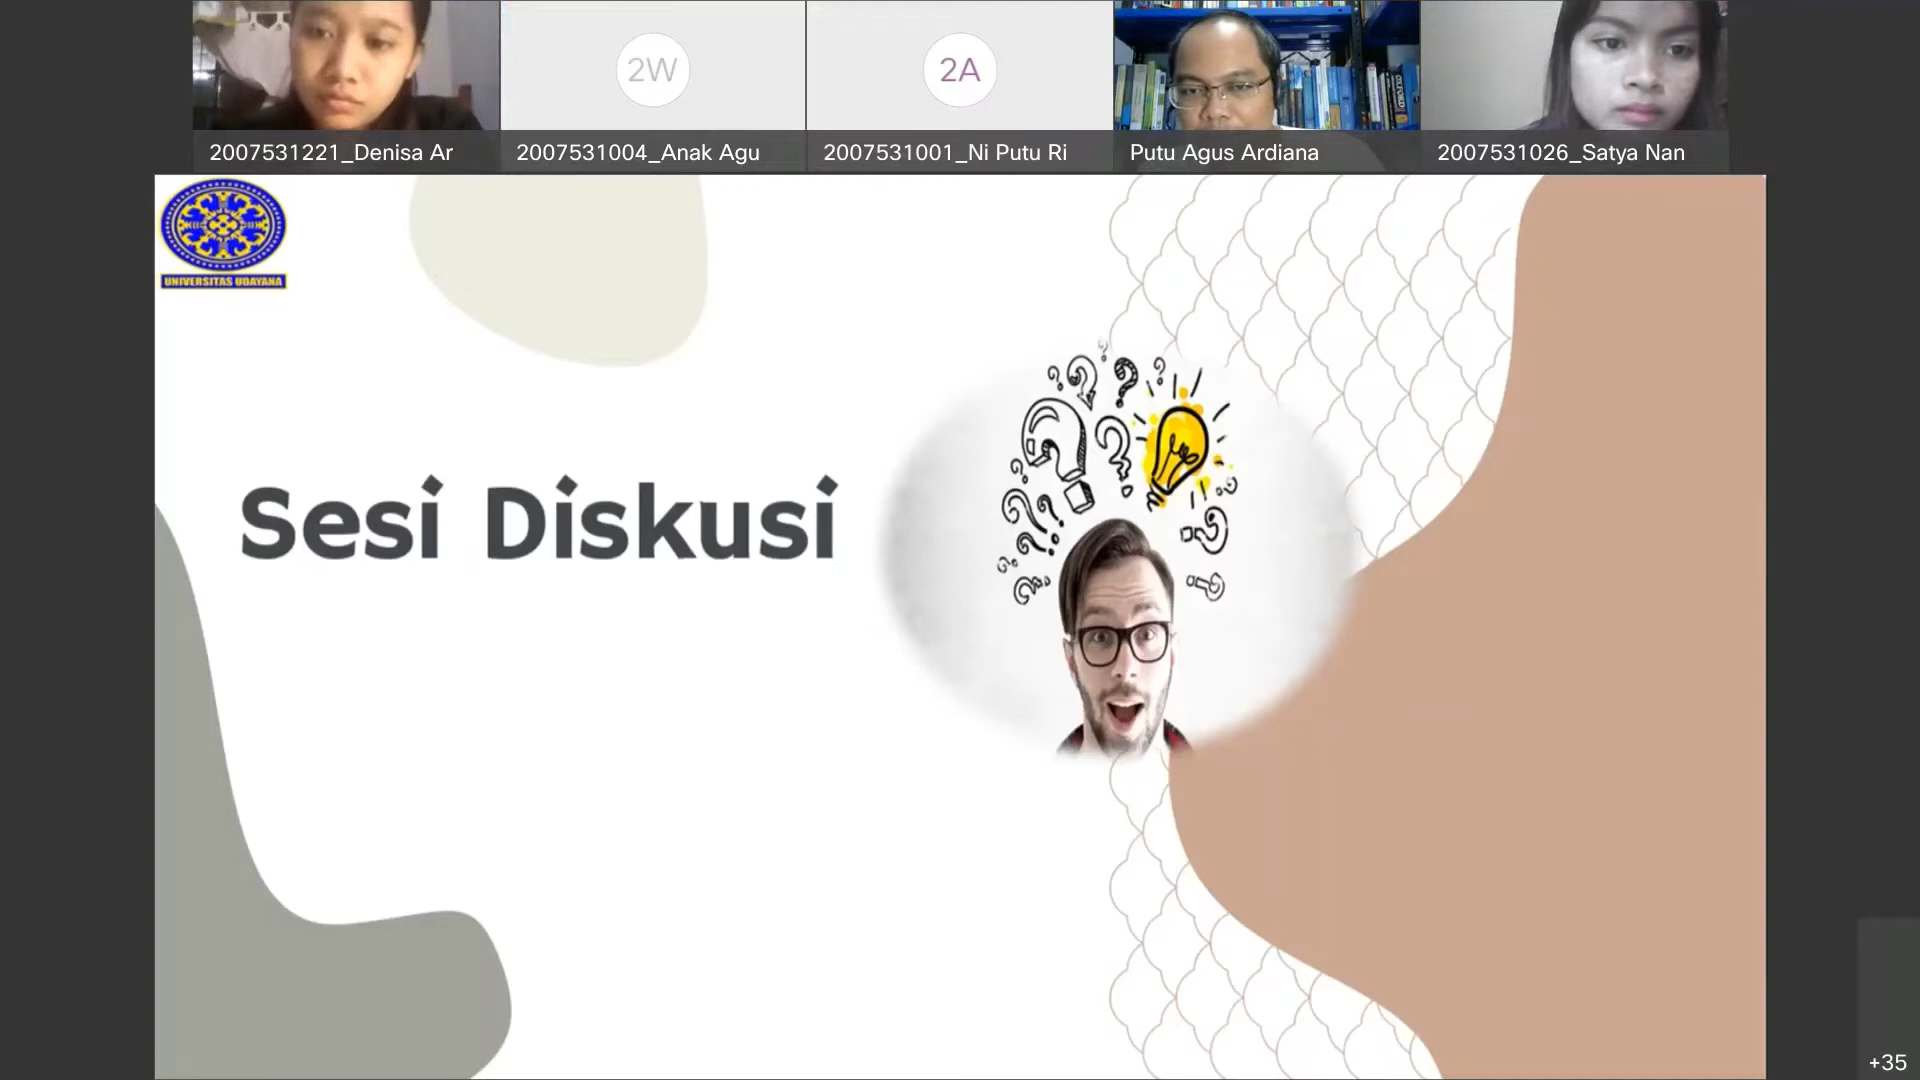 2007531221_Denisa Ar
2W
2007531004_Anak Agu
2A
2007531001_Ni Putu Ri
OXFORD
Putu Agus Ardiana
2007531026_Satya Nan
UNIVERSITAS UDAYANA
Sesi Diskusi
+35